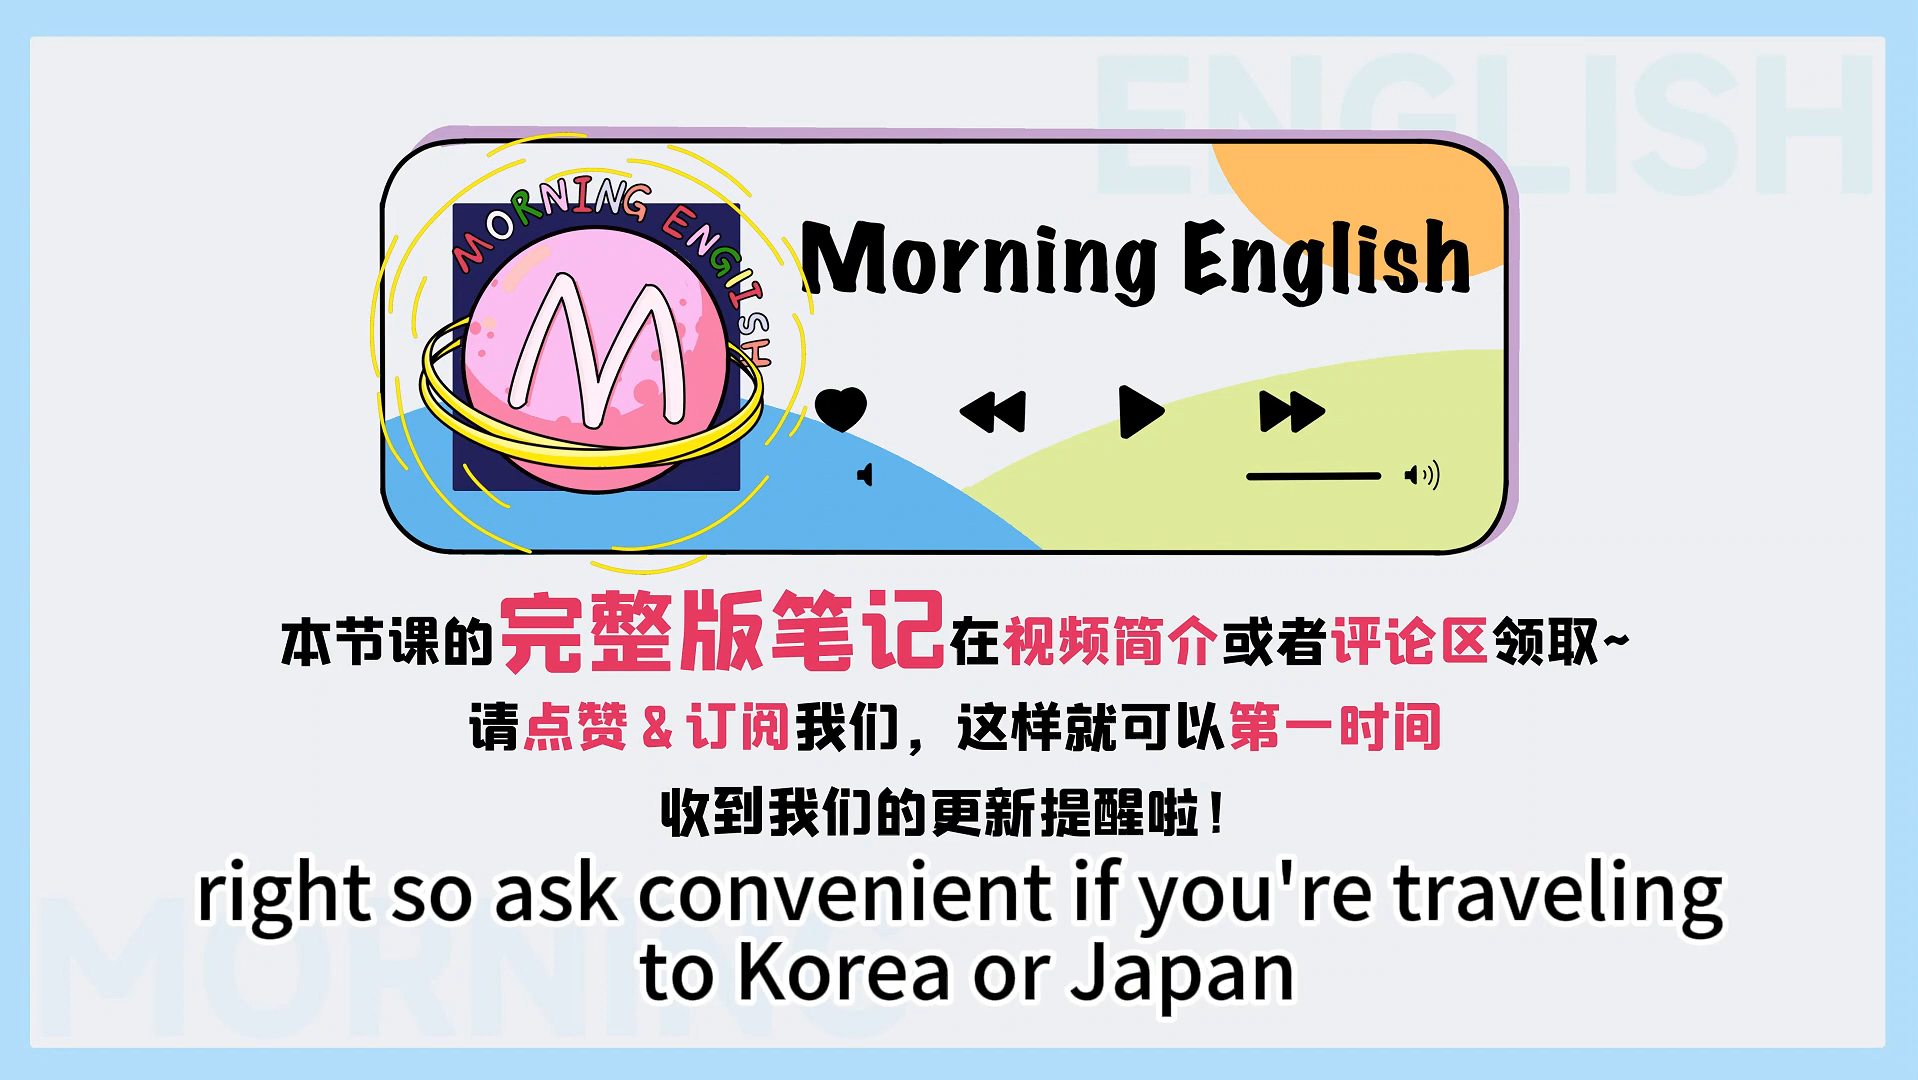 ENGLISH
MORNING ENGLISH
M
Morning English
本节课的完整版笔记在视频简介或者评论区领取~
请点赞&订阅我们，这样就可以第一时间
收到我们的更新提醒啦！
right so ask convenient if you're traveling
to Korea or Japan
MORNING